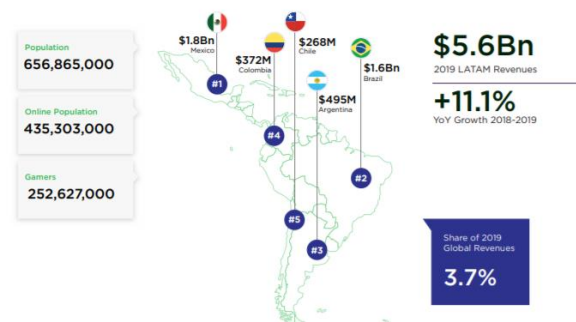 Population
656,865,000
Online Population
435,303,000
Gamers
252,627,000
$1.8Bn
Mexico
$372M
Colombia
$268M
Chile
$495M
Argentina
$1.6Bn
Brazil
#1
#4
#2
#5
#3
$5.6Bn
2019 LATAM Revenues
+11.1%
YoY Growth 2018-2019
Share of 2019
Global Revenues
3.7%